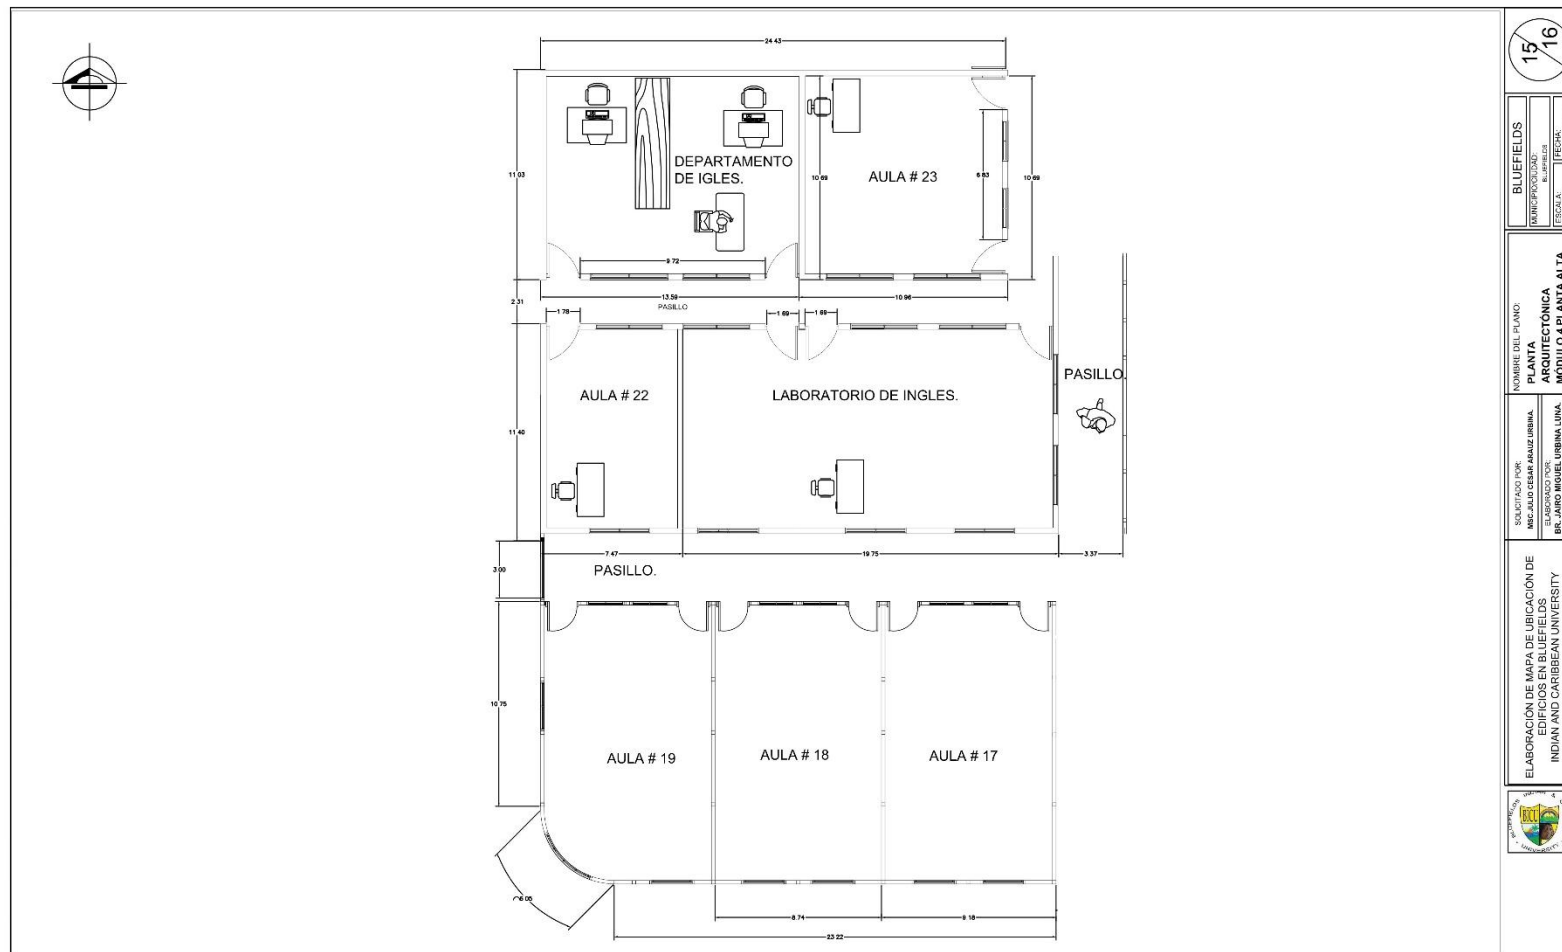 24.43
11.03
DEPARTAMENTO
DE IGLES.
10.69
AULA # 23
6.83
10.69
9.72
13.59
10.96
2.31
PASILLO
1.78
1.69
1.69
AULA # 22
LABORATORIO DE INGLES.
PASILLO.
11.40
7.47
19.75
3.37
3.00
PASILLO.
10.75
AULA # 19
AULA # 18
AULA # 17
8.74
9.18
23.22
15
16
BLUEFIELDS
MUNICIPIO/CIUDAD:
BLUEFIELDS
ESCALA:
FECHA:
NOMBRE DEL PLANO:
PLANTA
ARQUITECTÓNICA
MÓDULO 4 PLANTA ALTA
SOLICITADO POR:
MSC.JULIO CESAR ARAUZ URBINA.
ELABORADO POR:
BR. JAIRO MIGUEL URBINA LUNA.
ELABORACIÓN DE MAPA DE UBICACIÓN DE
EDIFICIOS EN BLUEFIELDS
INDIAN AND CARIBBEAN UNIVERSITY
BICU